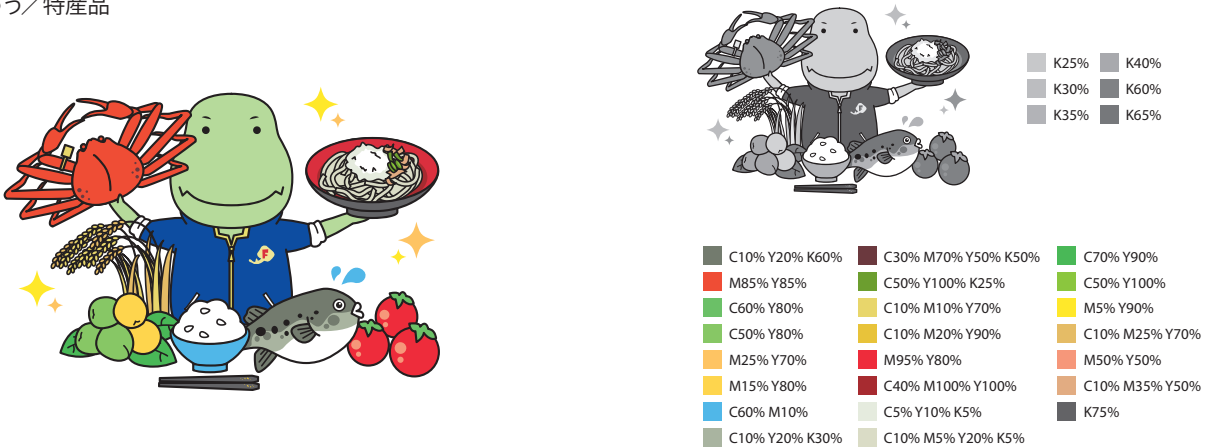 う／特産品
K25% K40%
K30% K60%
K35% K65%
F
C10% Y20% K60% C30% M70% Y50% K50% C70% Y90%
M85% Y85% C50% Y100% K25% C50% Y100%
C60% Y80% C10% M10% Y70% M5% Y90%
C50% Y80% C10% M20% Y90% C10% M25% Y70%
M25% Y70% M95% Y80% M50% Y50%
M15% Y80% C40% M100% Y100% C10% M35% Y50%
C60% M10% C5% Y10% K5% K75%
C10% Y20% K30% C10% M5% Y20% K5%